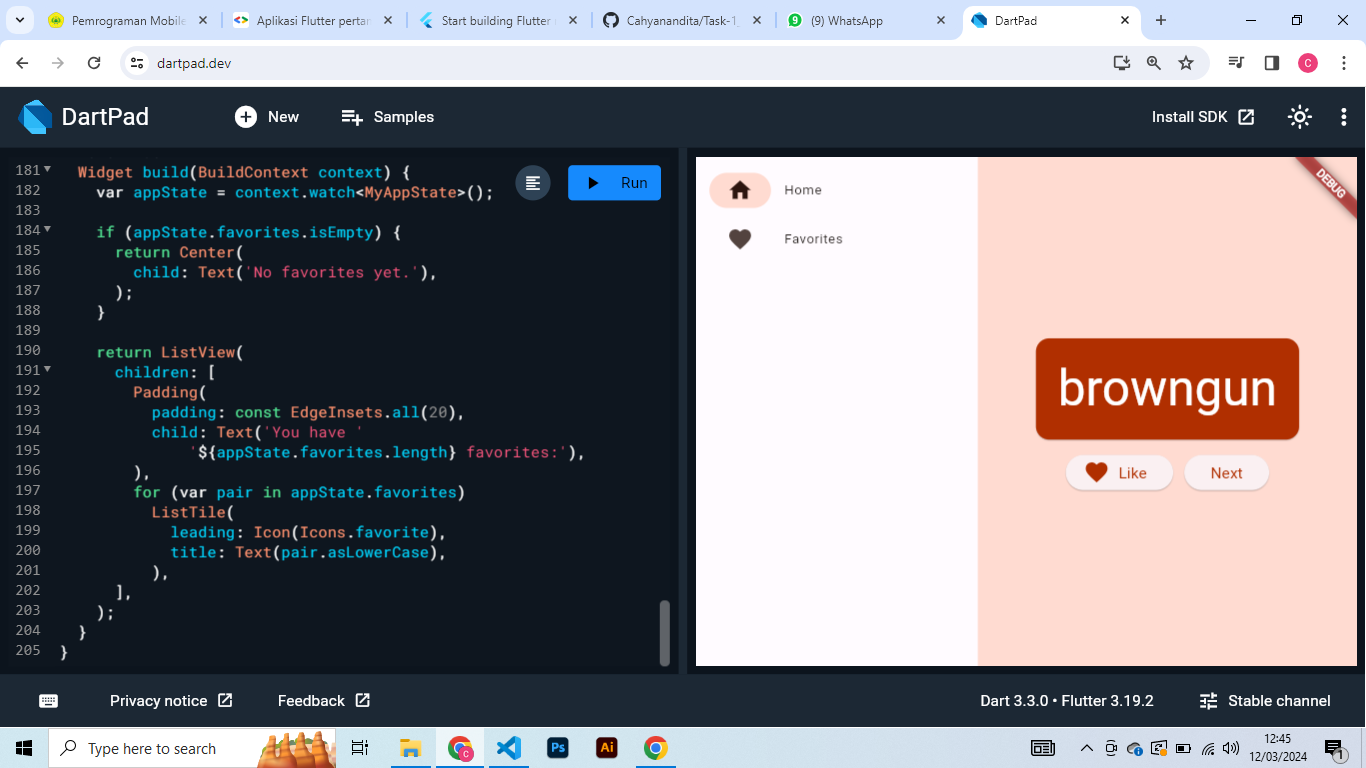 Pemrograman Mobile
Aplikasi Flutter pertar
Start building Flutter
Cahyanandita/Task-1
(9) WhatsApp
DartPad
dartpad.dev
C
DartPad
New
Samples
Install SDK
181 Widget build(BuildContext context) {
182 var appState = context.watch<MyAppState>();
183
184 if (appState.favorites.isEmpty) {
185 return Center(
186 child: Text('No favorites yet.'),
187 );
188 }
189
190 return ListView(
191 children: [
192 Padding(
193 padding: const EdgeInsets.all(20),
194 child: Text('You have '
195 '${appState.favorites.length} favorites:'),
196 ),
197 for (var pair in appState.favorites)
198 ListTile(
199 leading: Icon(Icons.favorite),
200 title: Text(pair.asLowerCase),
201 ),
202 ],
203 );
204 }
205 }
Run
Home
Favorites
DEBUG
browngun
Like
Next
Privacy notice
Feedback
Dart 3.3.0 • Flutter 3.19.2
Stable channel
Type here to search
C
Ps
Ai
12:45
12/03/2024
1